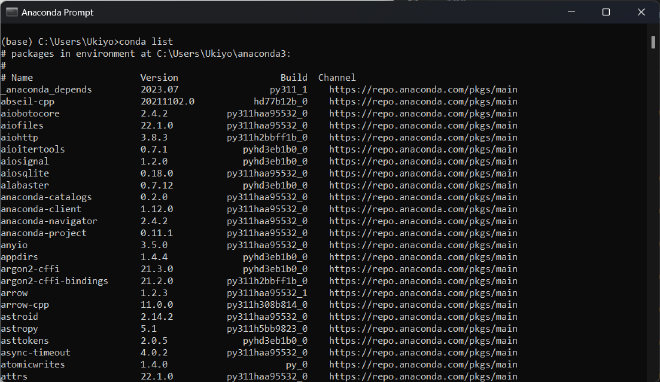 Anaconda Prompt
(base) C:\Users\Ukiyo>conda list
# packages in environment at C:\Users\Ukiyo\anaconda3:
#
# Name Version Build Channel
_anaconda_depends 2023.07 py311_1 https://repo.anaconda.com/pkgs/main
abseil-cpp 20211102.0 hd77b12b_0 https://repo.anaconda.com/pkgs/main
aiobotocore 2.4.2 py311haa95532_0 https://repo.anaconda.com/pkgs/main
aiofiles 22.1.0 py311haa95532_0 https://repo.anaconda.com/pkgs/main
aiohttp 3.8.3 py311h2bbff1b_0 https://repo.anaconda.com/pkgs/main
aioitertools 0.7.1 pyhd3eb1b0_0 https://repo.anaconda.com/pkgs/main
aiosignal 1.2.0 pyhd3eb1b0_0 https://repo.anaconda.com/pkgs/main
aiosqlite 0.18.0 py311haa95532_0 https://repo.anaconda.com/pkgs/main
alabaster 0.7.12 pyhd3eb1b0_0 https://repo.anaconda.com/pkgs/main
anaconda-catalogs 0.2.0 py311haa95532_0 https://repo.anaconda.com/pkgs/main
anaconda-client 1.12.0 py311haa95532_0 https://repo.anaconda.com/pkgs/main
anaconda-navigator 2.4.2 py311haa95532_0 https://repo.anaconda.com/pkgs/main
anaconda-project 0.11.1 py311haa95532_0 https://repo.anaconda.com/pkgs/main
anyio 3.5.0 py311haa95532_0 https://repo.anaconda.com/pkgs/main
appdirs 1.4.4 pyhd3eb1b0_0 https://repo.anaconda.com/pkgs/main
argon2-cffi 21.3.0 pyhd3eb1b0_0 https://repo.anaconda.com/pkgs/main
argon2-cffi-bindings 21.2.0 py311h2bbff1b_0 https://repo.anaconda.com/pkgs/main
arrow 1.2.3 py311haa95532_1 https://repo.anaconda.com/pkgs/main
arrow-cpp 11.0.0 py311h308b814_0 https://repo.anaconda.com/pkgs/main
astroid 2.14.2 py311haa95532_0 https://repo.anaconda.com/pkgs/main
astropy 5.1 py311h5bb9823_0 https://repo.anaconda.com/pkgs/main
asttokens 2.0.5 pyhd3eb1b0_0 https://repo.anaconda.com/pkgs/main
async-timeout 4.0.2 py311haa95532_0 https://repo.anaconda.com/pkgs/main
atomicwrites 1.4.0 py_0 https://repo.anaconda.com/pkgs/main
attrs 22.1.0 py311haa95532_0 https://repo.anaconda.com/pkgs/main